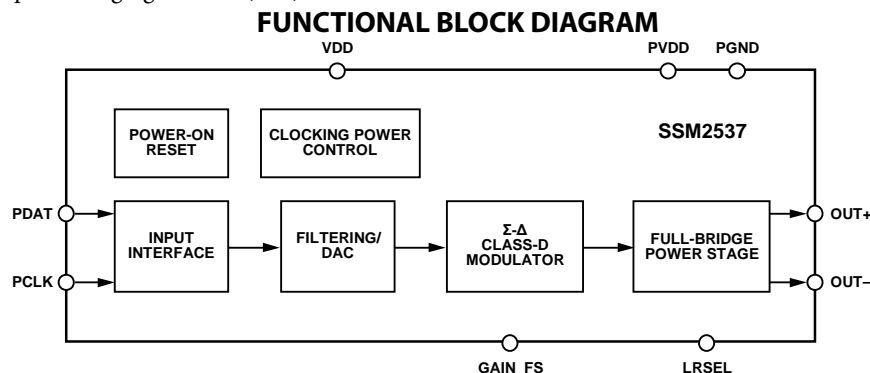 FUNCTIONAL BLOCK DIAGRAM
VDD
PVDD
PGND
POWER-ON
RESET
CLOCKING POWER
CONTROL
SSM2537
PDAT
PCLK
INPUT
INTERFACE
FILTERING/
DAC
Σ-Δ
CLASS-D
MODULATOR
FULL-BRIDGE
POWER STAGE
OUT+
OUT–
GAIN_FS
LRSEL